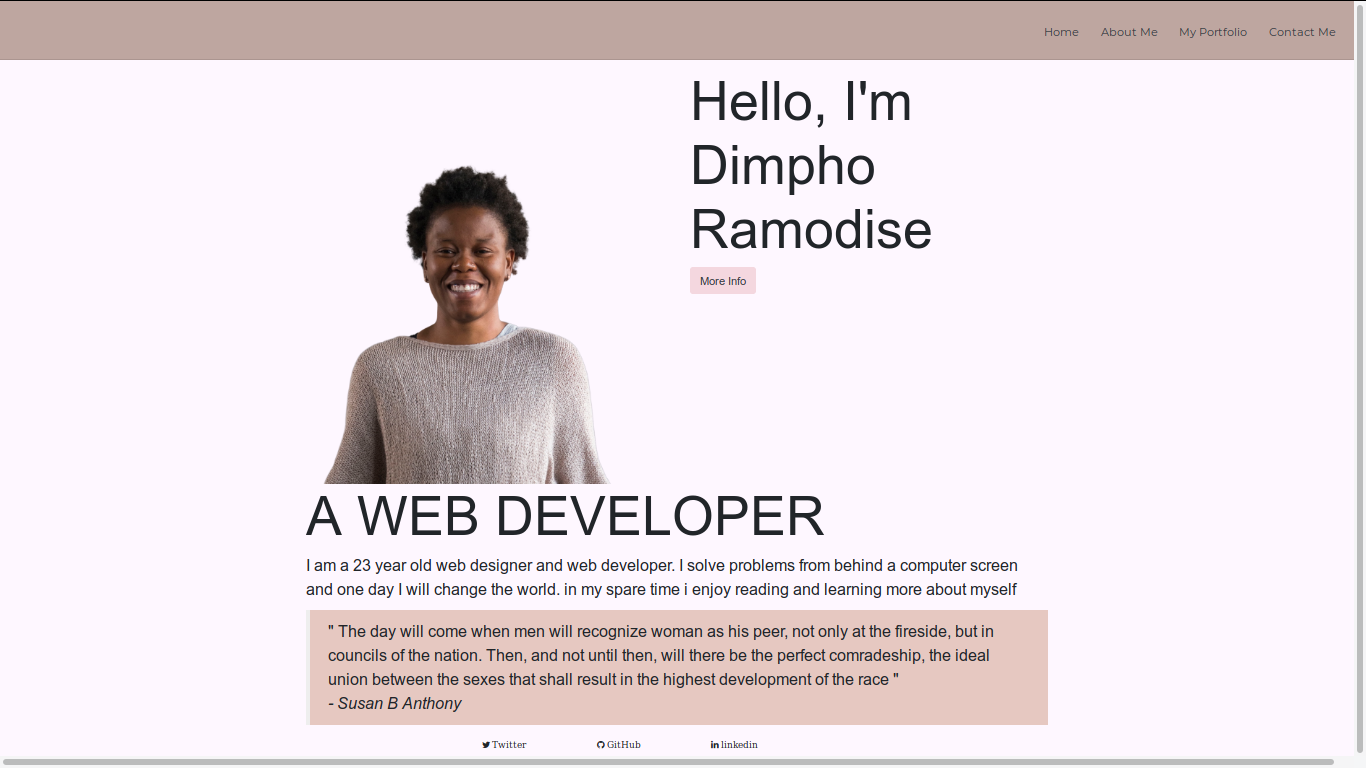 Home About Me My Portfolio Contact Me
Hello, I'm
Dimpho
Ramodise
More Info
A WEB DEVELOPER
I am a 23 year old web designer and web developer. I solve problems from behind a computer screen
and one day I will change the world. in my spare time i enjoy reading and learning more about myself
" The day will come when men will recognize woman as his peer, not only at the fireside, but in
councils of the nation. Then, and not until then, will there be the perfect comradeship, the ideal
union between the sexes that shall result in the highest development of the race "
- Susan B Anthony
Twitter GitHub linkedin